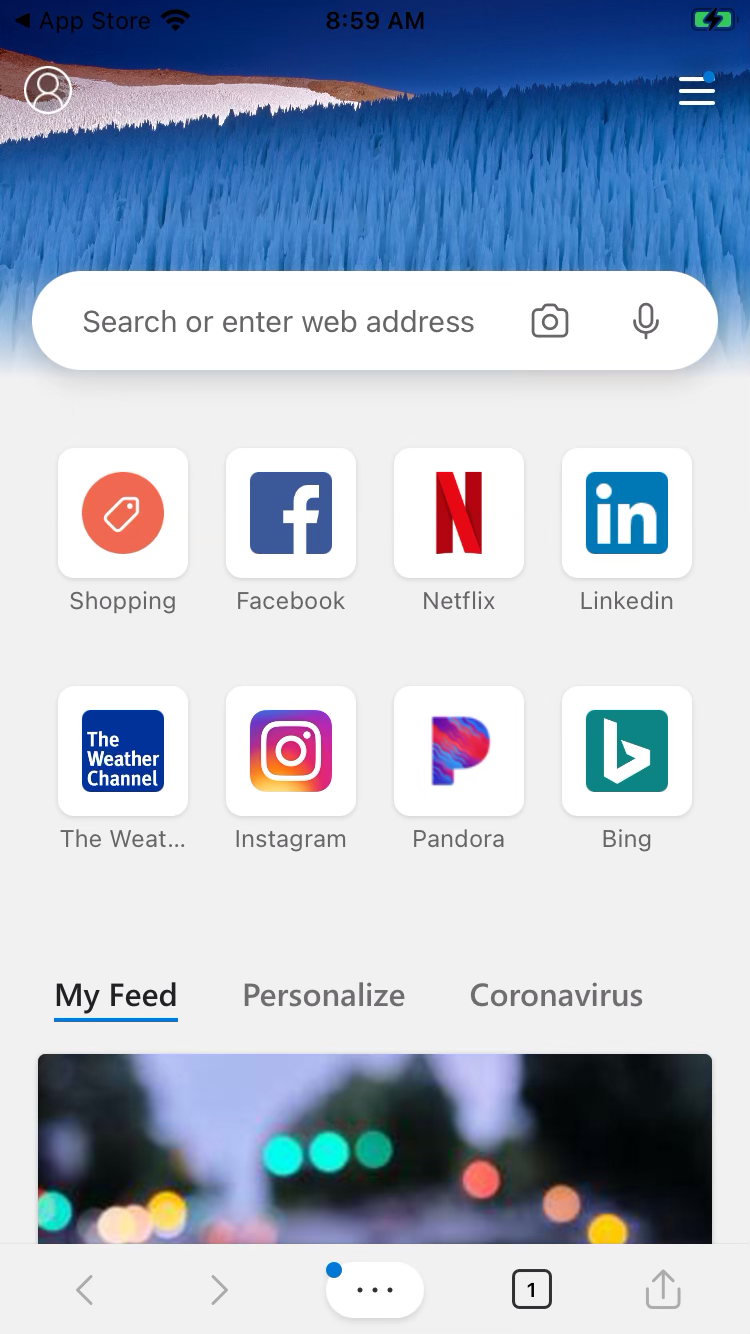 App Store
8:59 AM
Search or enter web address
Shopping
Facebook
Netflix
Linkedin
The
Weather
Channel
The Weat...
Instagram
Pandora
Bing
My Feed
Personalize
Coronavirus
1